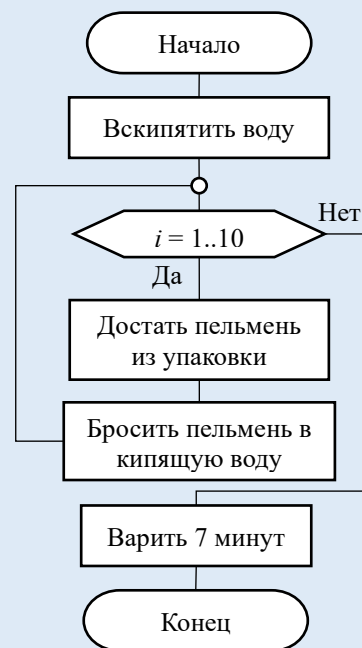 Начало
Вскипятить воду
Нет
i = 1..10
Да
Достать пельмень
из упаковки
Бросить пельмень в
кипящую воду
Варить 7 минут
Конец